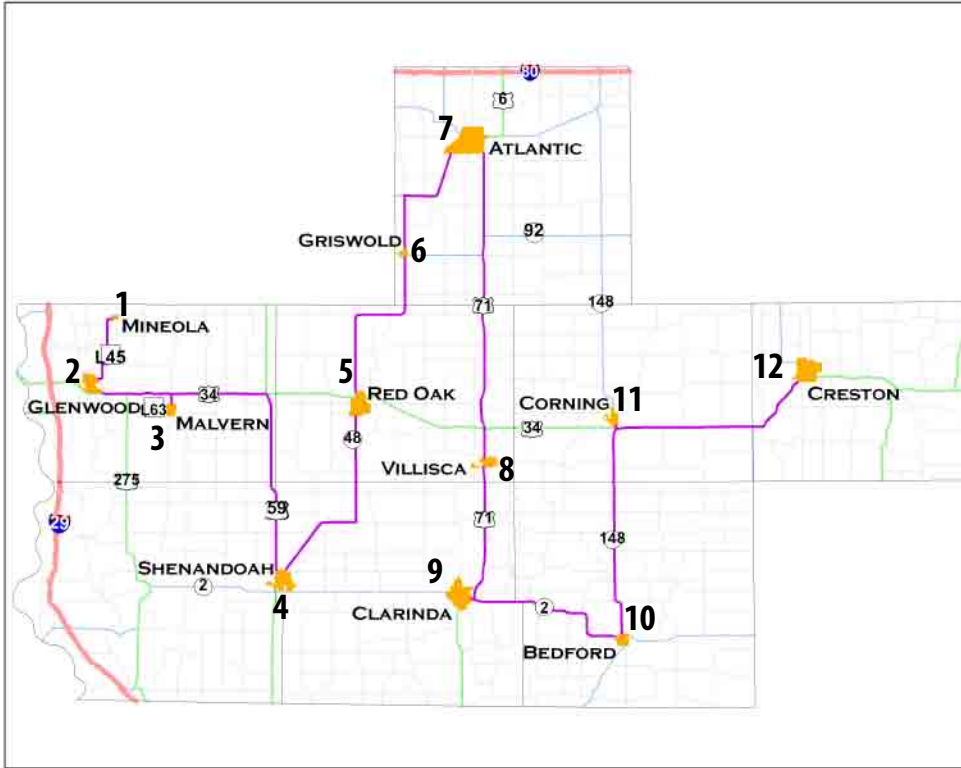 80
6
7
ATLANTIC
92
GRISWOLD
6
71
148
1
MINEOLA
L45
2
5
12
34
RED OAK
CRESTON
GLENWOOD
L63
CORNING
11
MALVERN
3
34
48
VILLISCA
8
275
59
71
29
148
SHENANDOAH
9
2
4
CLARINDA
2
10
BEDFORD